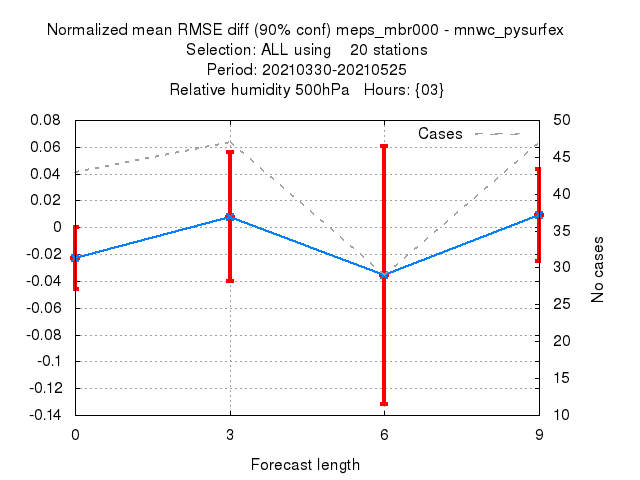 Normalized mean RMSE diff (90% conf) meps_mbr000 - mnwc_pysurfex
Selection: ALL using    20 stations
Period: 20210330-20210525
Relative humidity 500hPa   Hours: {03}
Cases
0.08
0.06
0.04
0.02
0
-0.02
-0.04
-0.06
-0.08
-0.1
-0.12
-0.14
50
45
40
35
30
25
20
15
10
No cases
0 3 6 9
Forecast length